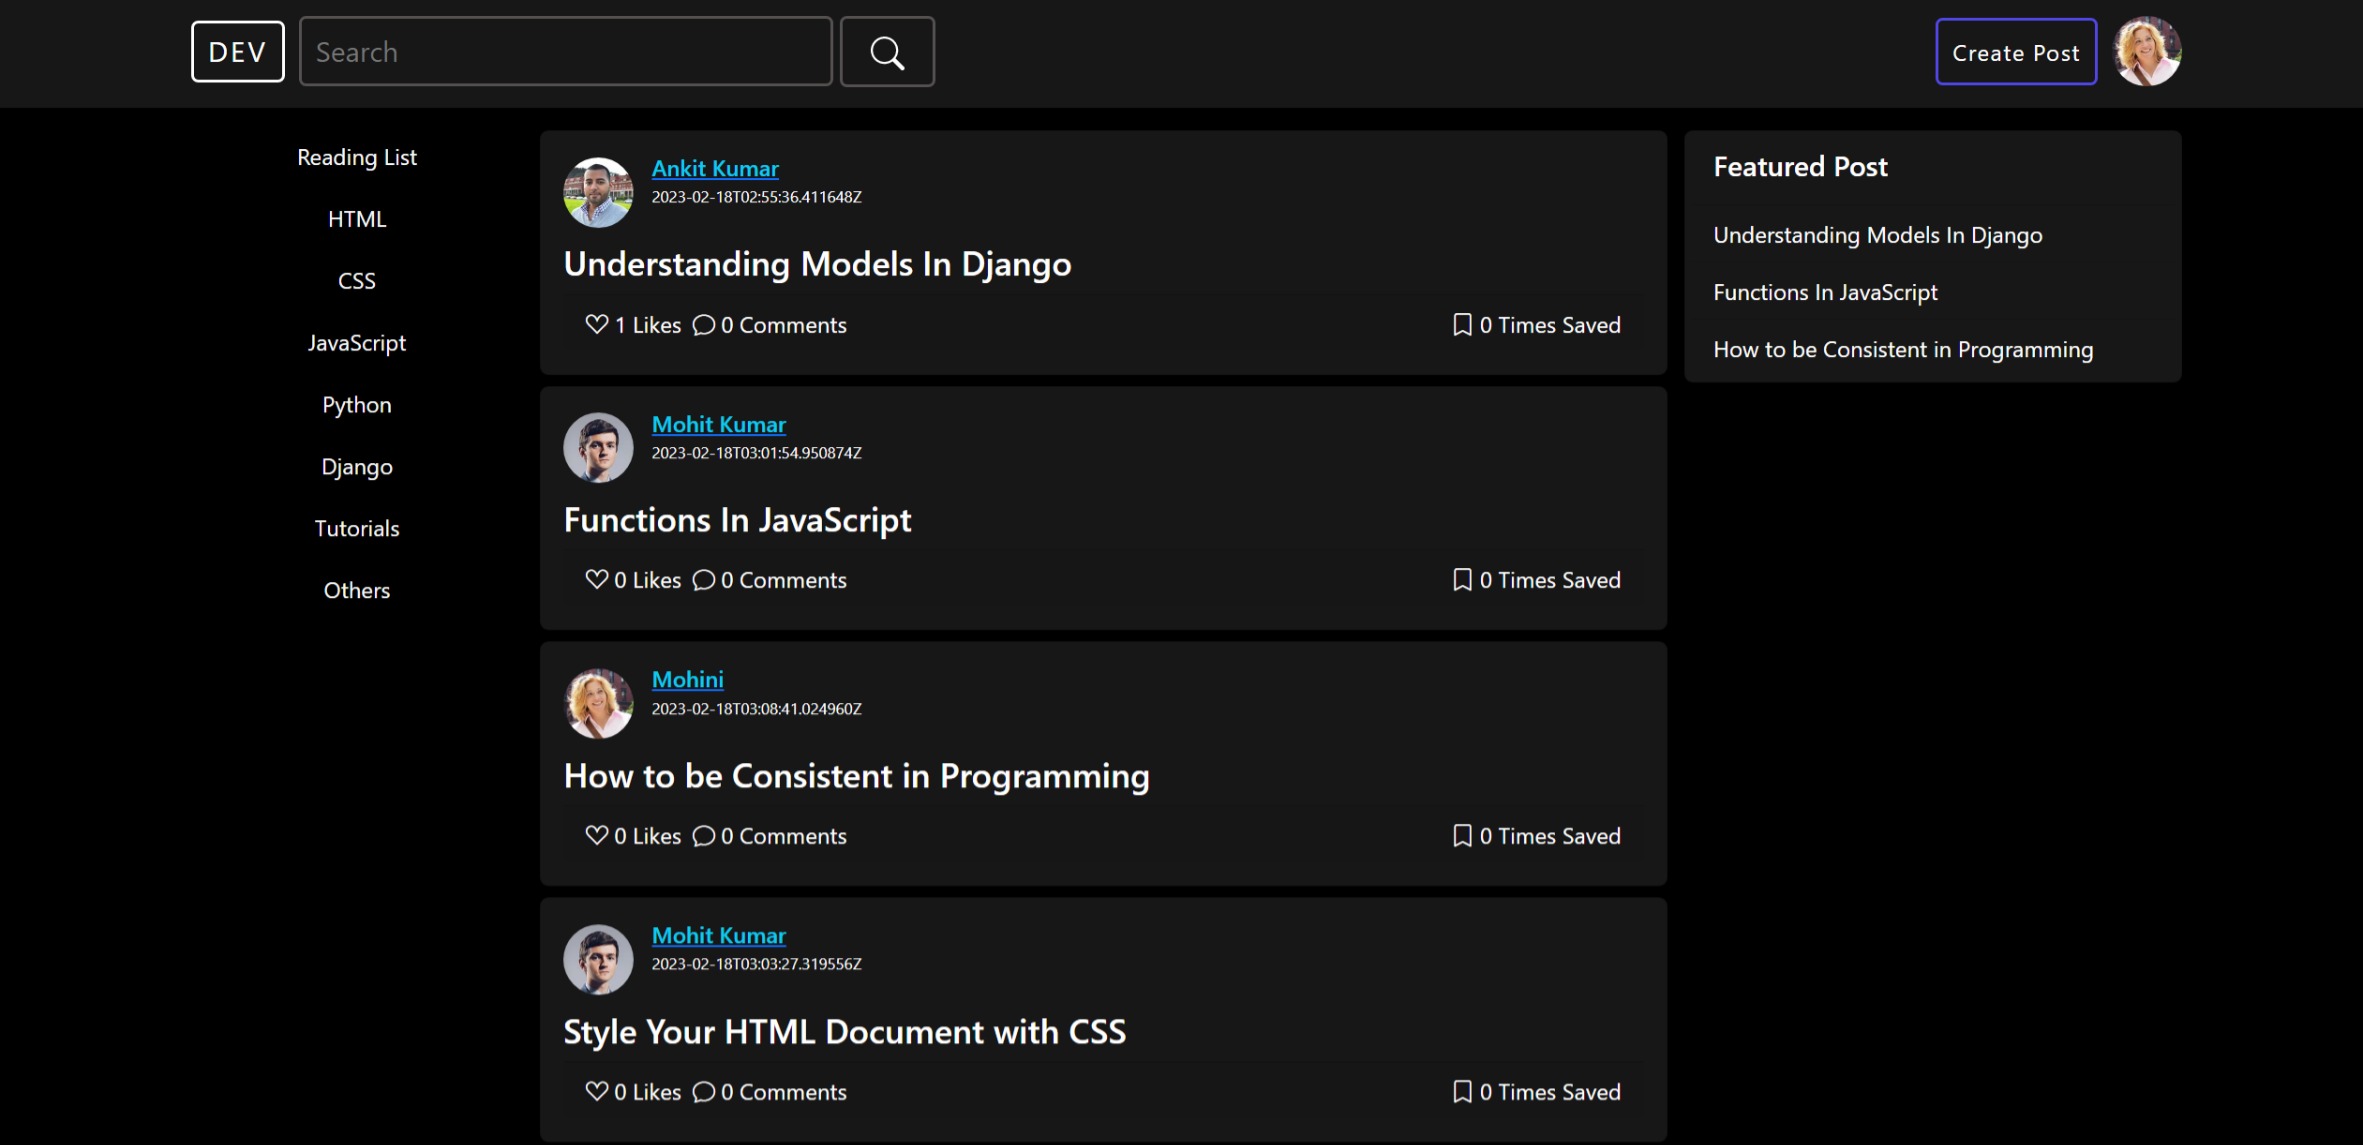 DEV
Search
Create Post
Reading List
HTML
CSS
JavaScript
Python
Django
Tutorials
Others
Ankit Kumar
2023-02-18T02:55:36.411648Z
Understanding Models In Django
1 Likes 0 Comments 0 Times Saved
Mohit Kumar
2023-02-18T03:01:54.950874Z
Functions In JavaScript
0 Likes 0 Comments 0 Times Saved
Mohini
2023-02-18T03:08:41.024960Z
How to be Consistent in Programming
0 Likes 0 Comments 0 Times Saved
Mohit Kumar
2023-02-18T03:03:27.319556Z
Style Your HTML Document with CSS
0 Likes 0 Comments 0 Times Saved
Featured Post
Understanding Models In Django
Functions In JavaScript
How to be Consistent in Programming